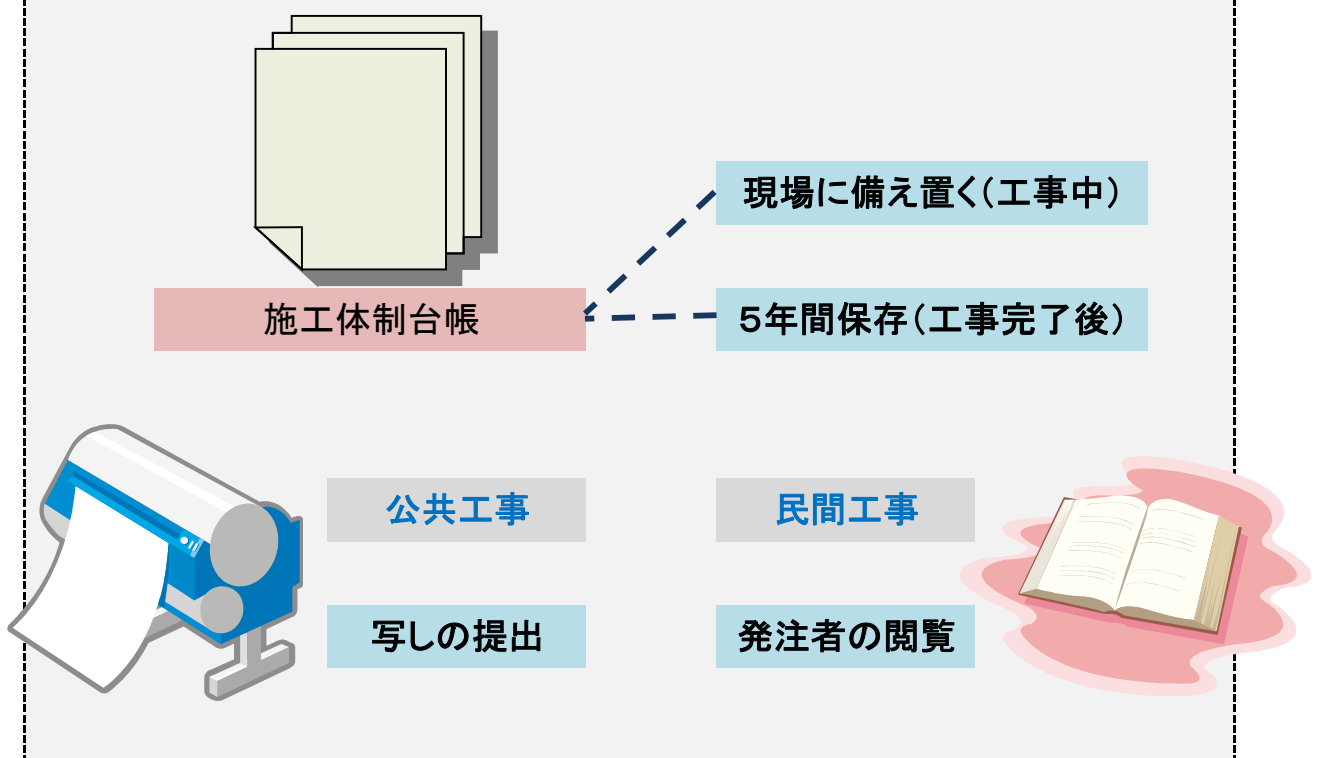 現場に備え置く（工事中）
施工体制台帳
５年間保存（工事完了後）
公共工事
民間工事
写しの提出
発注者の閲覧